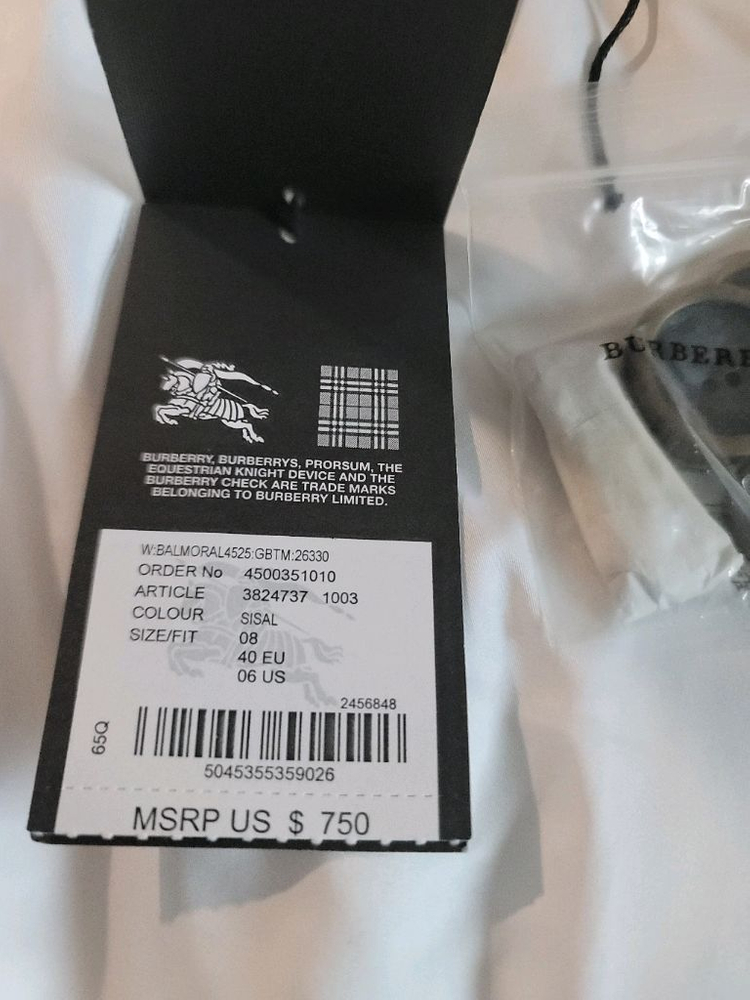 BURBERRY, BURBERRYS, PRORSUM, THE
EQUESTRIAN KNIGHT DEVICE AND THE
BURBERRY CHECK ARE TRADE MARKS
BELONGING TO BURBERRY LIMITED.
W:BALMORAL4525:GBTM:26330
ORDER No 4500351010
ARTICLE 3824737 1003
COLOUR SISAL
SIZE/FIT 08
40 EU
06 US
2456848
65Q
5045355359026
MSRP US $ 750
BURBERR